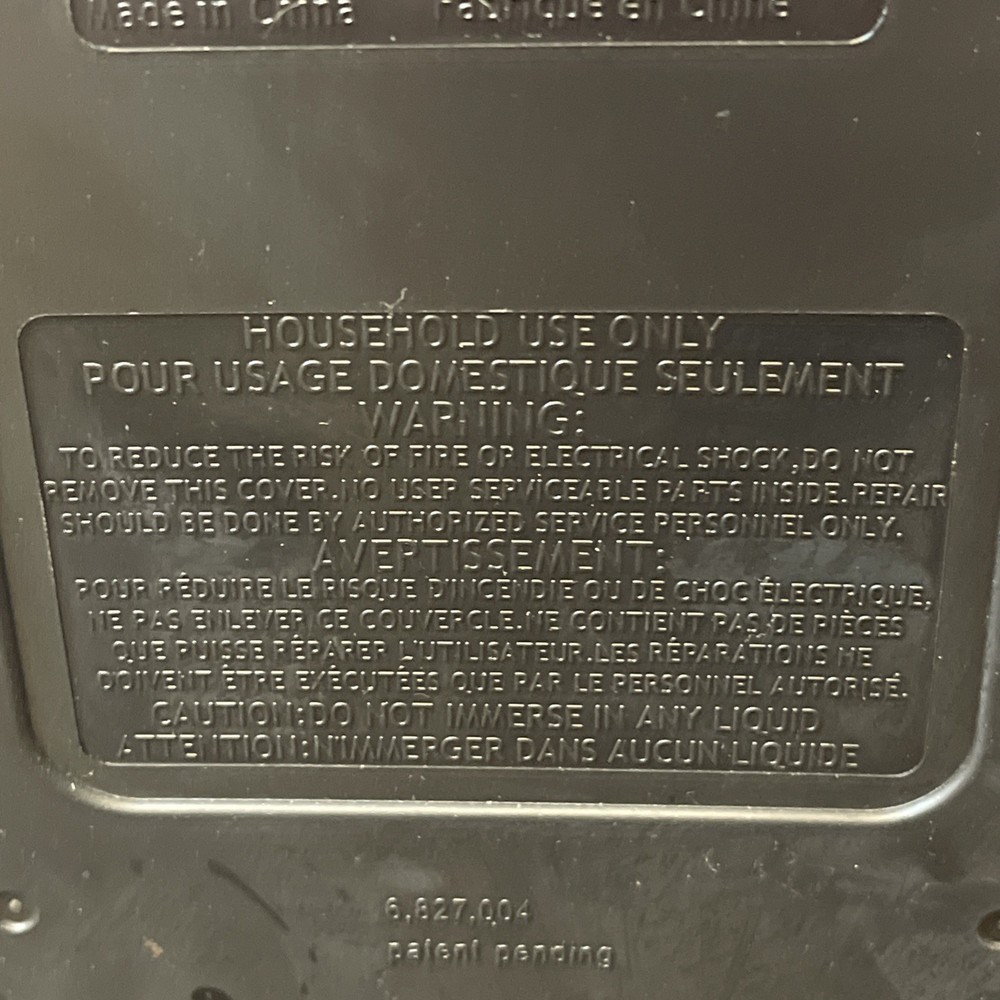 Made in China Fabriqué en Chine
HOUSEHOLD USE ONLY
POUR USAGE DOMESTIQUE SEULEMENT
WARNING:
TO REDUCE THE RISK OF FIRE OR ELECTRICAL SHOCK,DO NOT
REMOVE THIS COVER.NO USER SERVICEABLE PARTS INSIDE.REPAIR
SHOULD BE DONE BY AUTHORIZED SERVICE PERSONNEL ONLY.
AVERTISSEMENT:
POUR RÉDUIRE LE RISQUE D'INCENDIE OU DE CHOC ÉLECTRIQUE,
NE PAS ENLEVER CE COUVERCLE.NE CONTIENT PAS DE PIÈCES
QUE PUISSE RÉPARER L'UTILISATEUR.LES RÉPARATIONS NE
DOIVENT ÊTRE EXÉCUTÉES QUE PAR LE PERSONNEL AUTORISÉ.
CAUTION:DO NOT IMMERSE IN ANY LIQUID
ATTENTION:N'IMMERGER DANS AUCUN LIQUIDE
6,827,004
patent pending